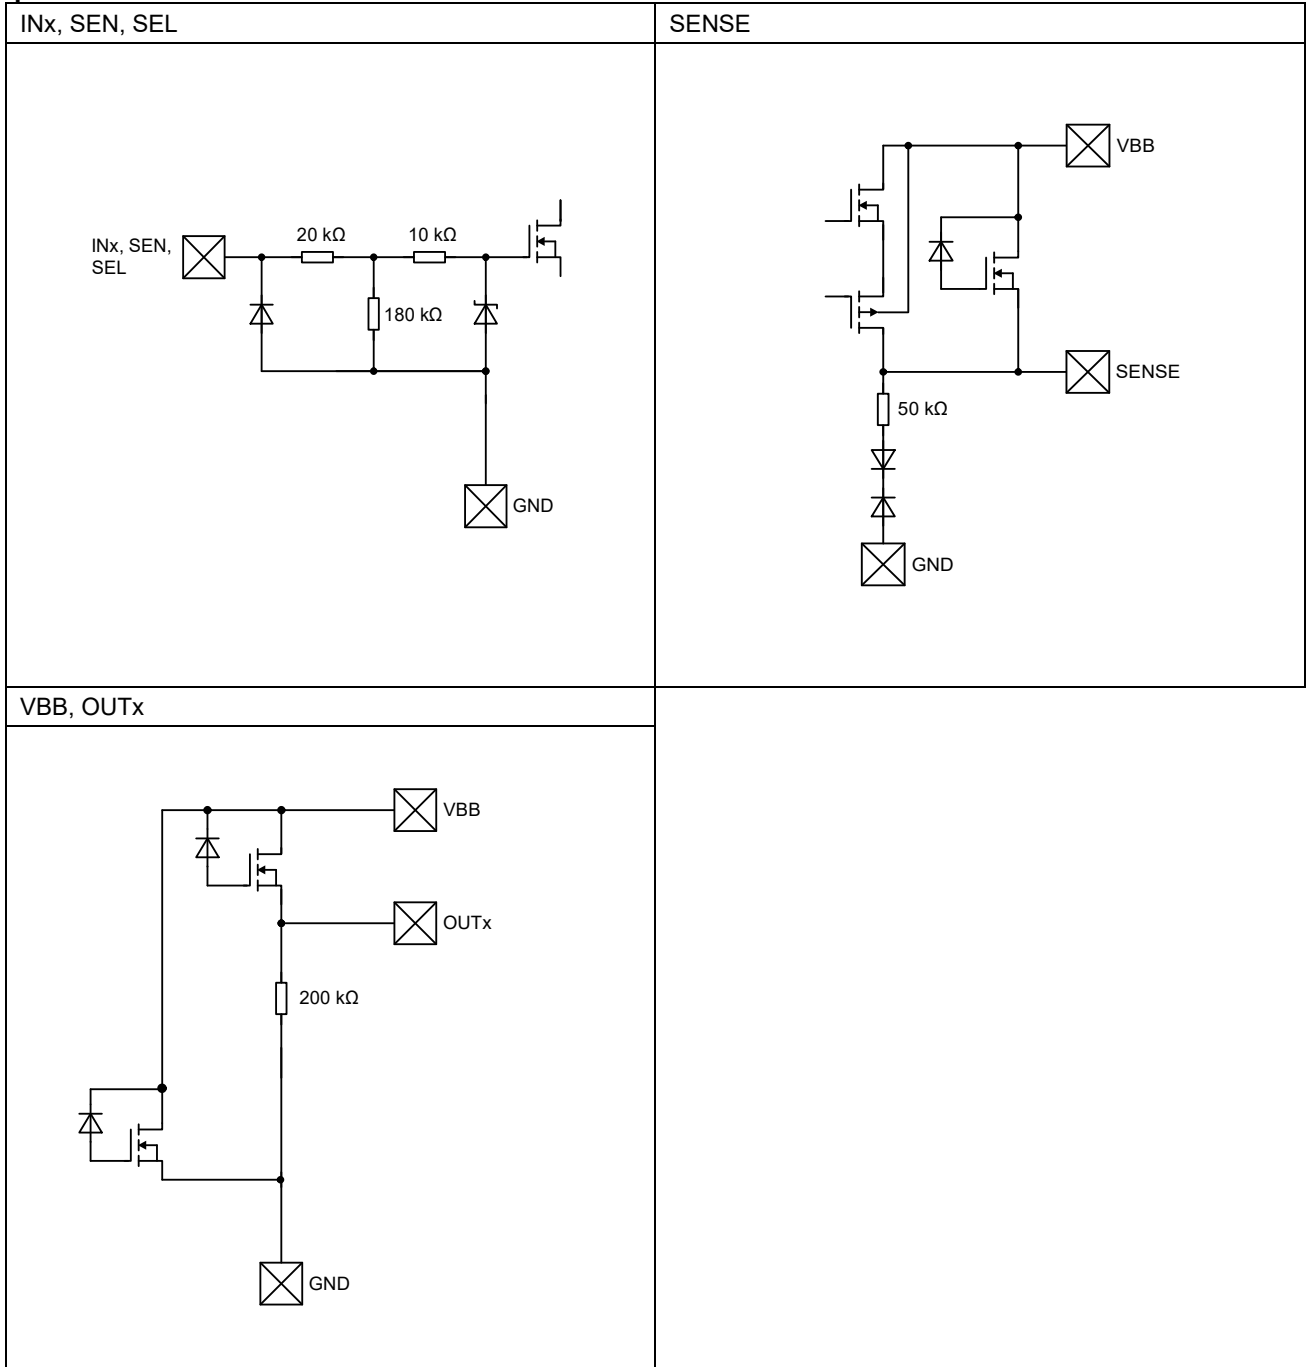 INx, SEN, SEL
SENSE
INx, SEN,
SEL
20 kΩ
10 kΩ
180 kΩ
GND
VBB
SENSE
50 kΩ
GND
VBB, OUTx
VBB
OUTx
200 kΩ
GND